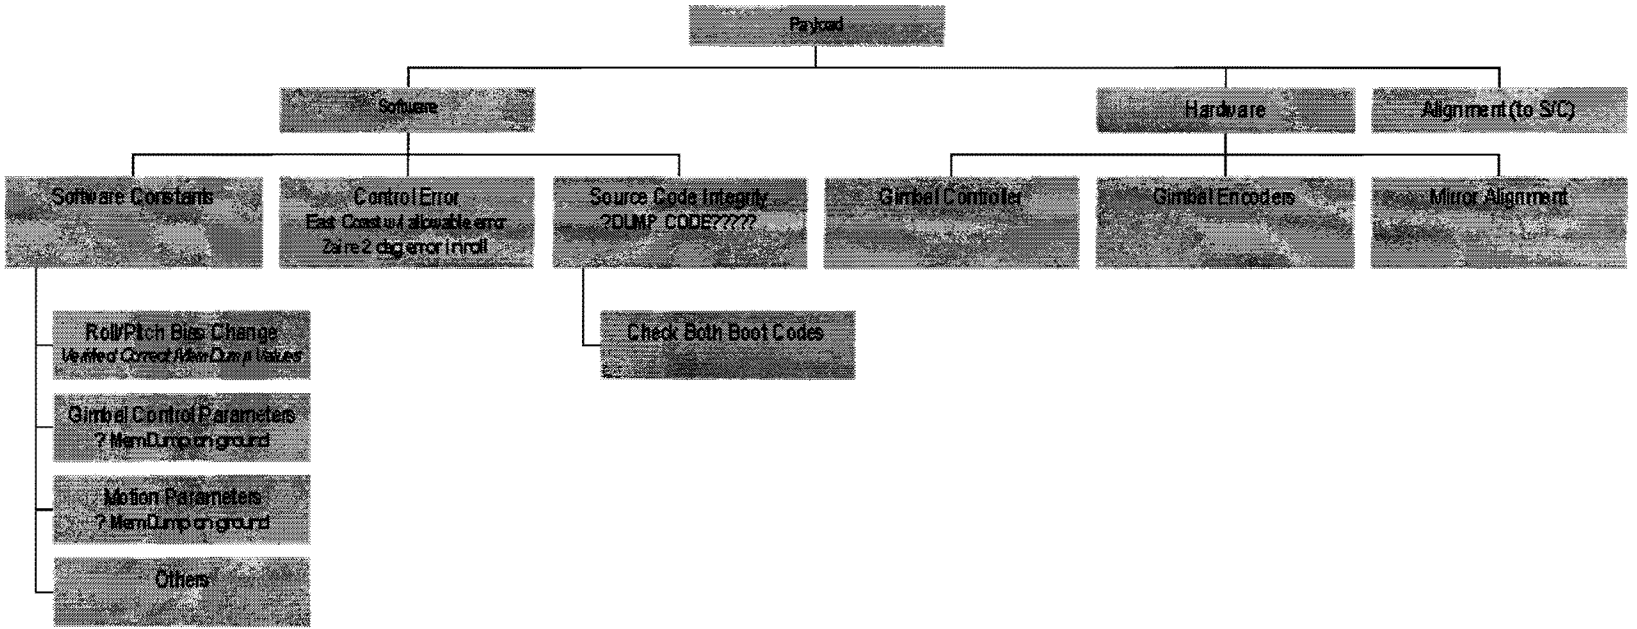 Payload
Software
Hardware
Alignment (to S/C)
Software Constants
Control Error
East Coast w/i allowable error
Zaire 2 deg error in roll
Source Code Integrity
?DUMP CODE?????
Gimbal Controller
Gimbal Encoders
Mirror Alignment
Roll/Pitch Bias Change
Verified Correct MemDump Values
Check Both Boot Codes
Gimbal Control Parameters
? MemDump on ground
Motion Parameters
? MemDump on ground
Others